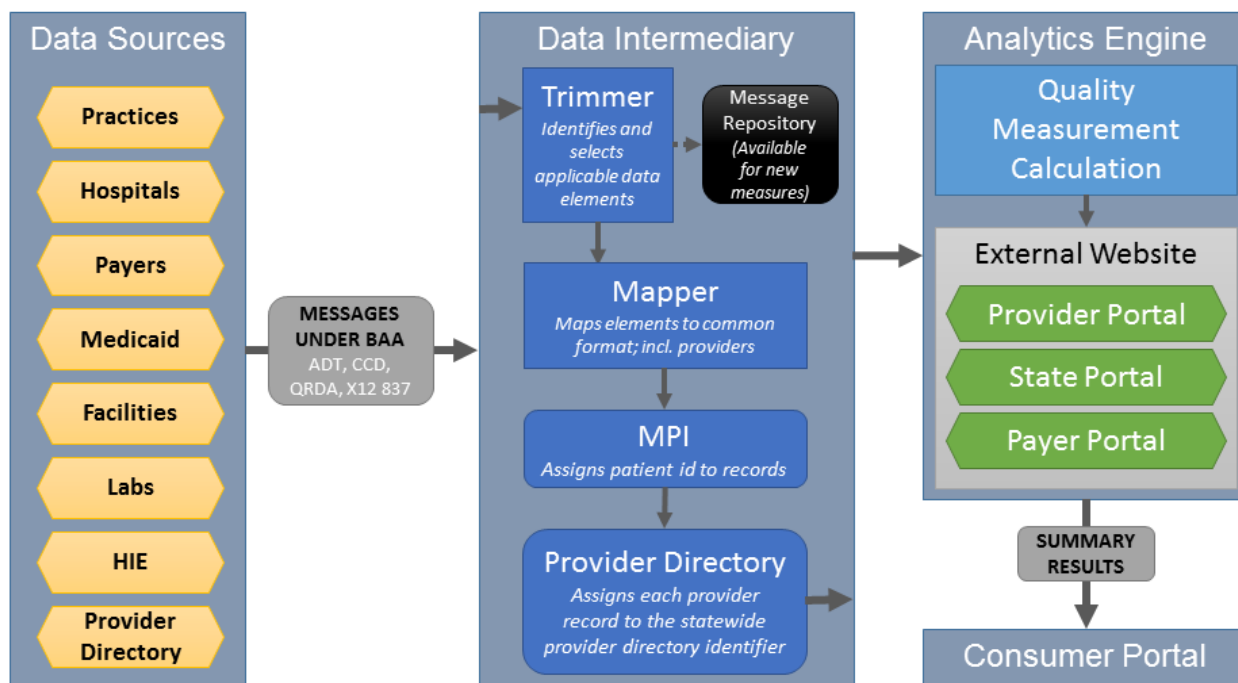 Data Sources
Practices
Hospitals
Payers
Medicaid
Facilities
Labs
HIE
Provider
Directory
MESSAGES
UNDER BAA
ADT, CCD,
QRDA, X12 837
Data Intermediary
Trimmer
Identifies and
selects
applicable data
elements
Message
Repository
(Available
for new
measures)
Mapper
Maps elements to common
format; incl. providers
MPI
Assigns patient id to records
Provider Directory
Assigns each provider
record to the statewide
provider directory identifier
Analytics Engine
Quality
Measurement
Calculation
External Website
Provider Portal
State Portal
Payer Portal
SUMMARY
RESULTS
Consumer Portal